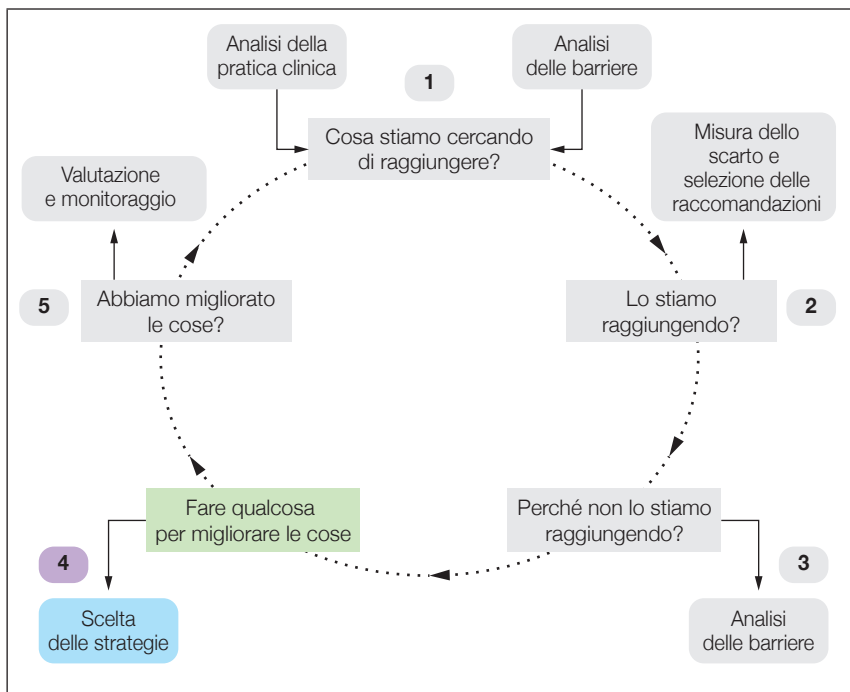 Analisi della
pratica clinica
1
Analisi
delle barriere
Cosa stiamo cercando
di raggiungere?
Misura dello
scarto e
selezione delle
raccomandazioni
Valutazione
e monitoraggio
5
Abbiamo migliorato
le cose?
Lo stiamo
raggiungendo?
2
Fare qualcosa
per migliorare le cose
Perché non lo stiamo
raggiungendo?
4
3
Scelta
delle strategie
Analisi
delle barriere